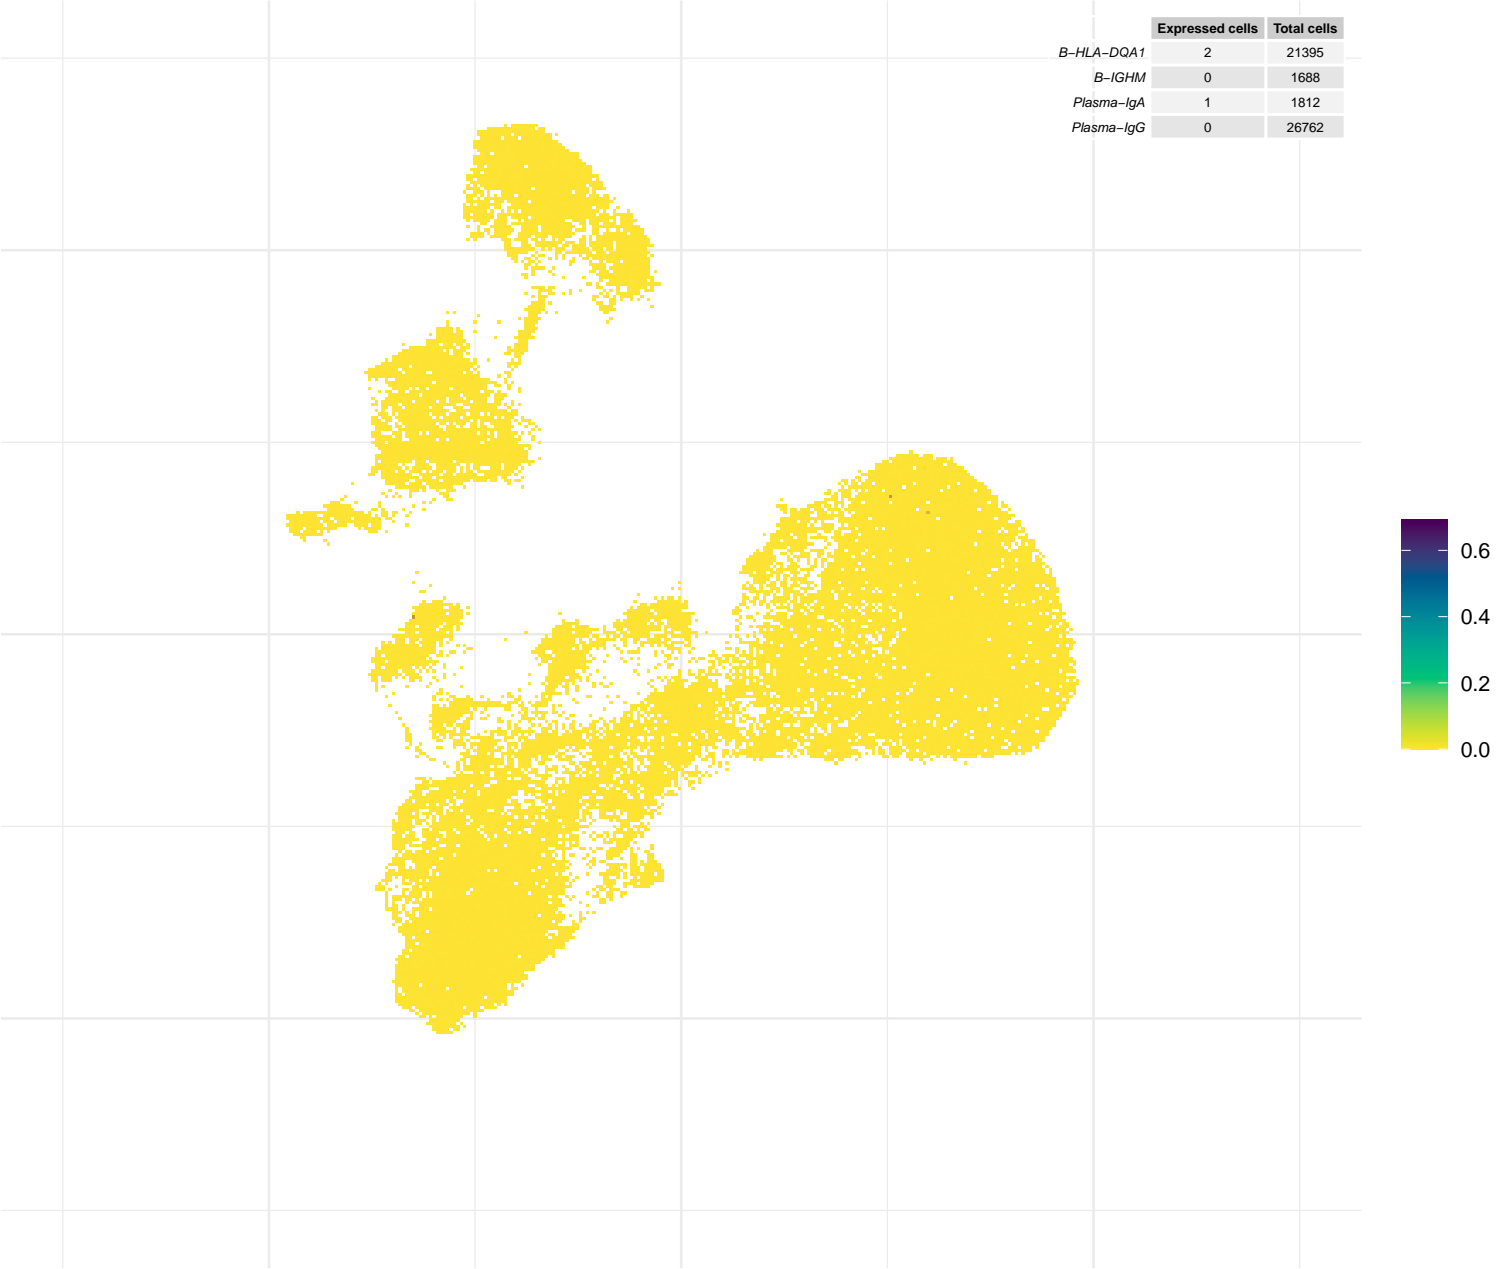 Expressed cells Total cells
B−HLA−DQA1 2 21395
B−IGHM 0 1688
Plasma−IgA 1 1812
Plasma−IgG 0 26762
0.6
0.4
0.2
0.0